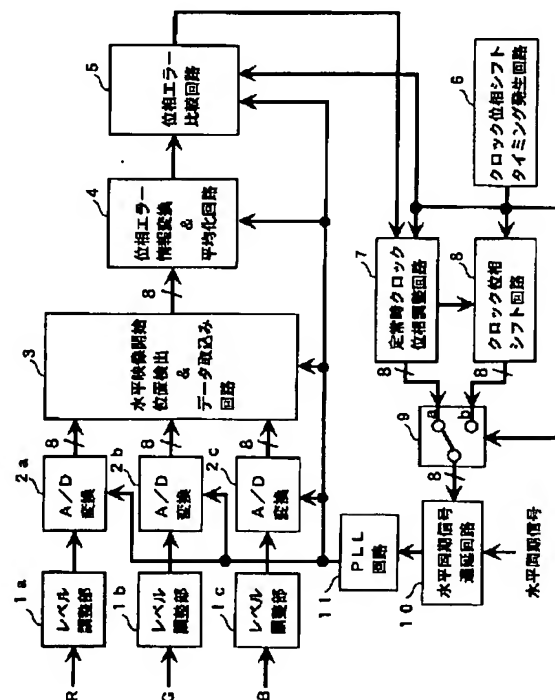 R
1a
レベル
調整部
2a
A/D
変換
8
G
1b
レベル
調整部
2b
A/D
変換
8
B
1c
レベル
調整部
2c
A/D
変換
8
3
水平映像開始
位置検出
&
データ取込み
回路
8
4
位相エラー
情報変換
&
平均化回路
5
位相エラー
比較回路
6
クロック位相シフト
タイミング発生回路
7
定常時クロック
位相調整回路
8
8
クロック位相
シフト回路
8
9
a
b
8
10
水平同期信号
遅延回路
水平同期信号
11
PLL
回路